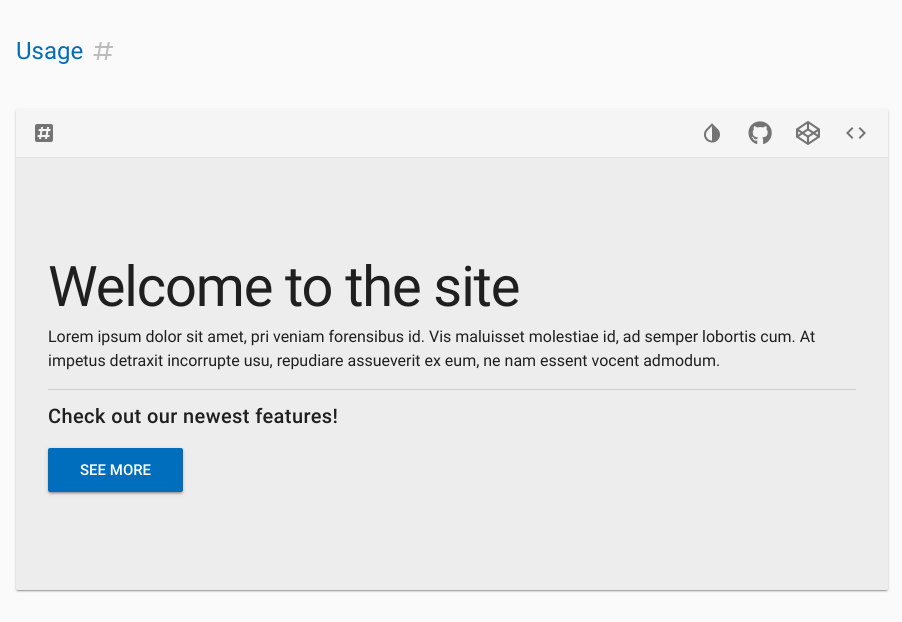 Usage #
Welcome to the site
Lorem ipsum dolor sit amet, pri veniam forensibus id. Vis maluisset molestiae id, ad semper lobortis cum. At
impetus detraxit incorrupte usu, repudiare assueverit ex eum, ne nam essent vocent admodum.
Check out our newest features!
SEE MORE